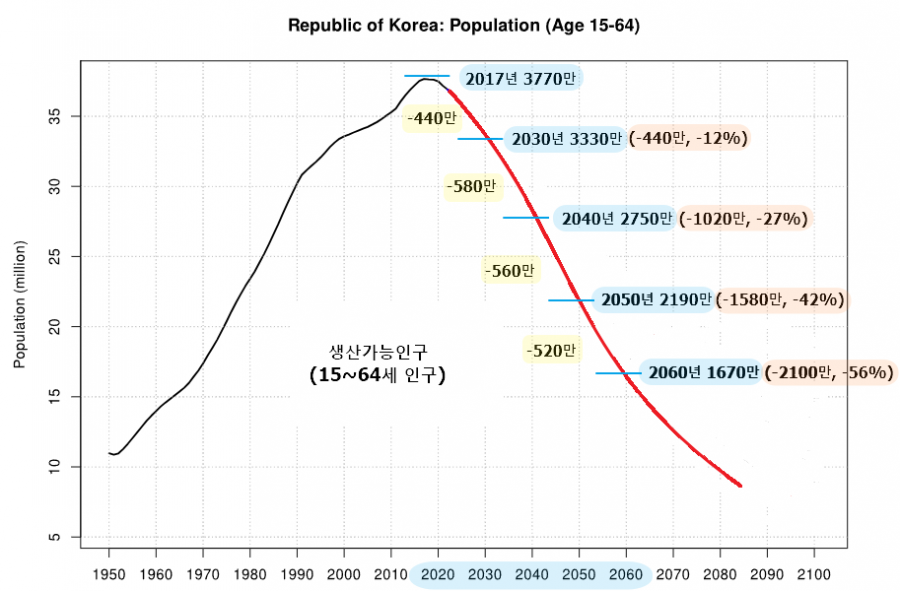 Republic of Korea: Population (Age 15-64)
2017년 3770만
-440만
2030년 3330만 (-440만, -12%)
-580만
2040년 2750만 (-1020만, -27%)
-560만
2050년 2190만 (-1580만, -42%)
-520만
2060년 1670만 (-2100만, -56%)
생산가능인구
(15~64세 인구)
Population (million)
35
30
25
20
15
10
5
1950 1960 1970 1980 1990 2000 2010 2020 2030 2040 2050 2060 2070 2080 2090 2100